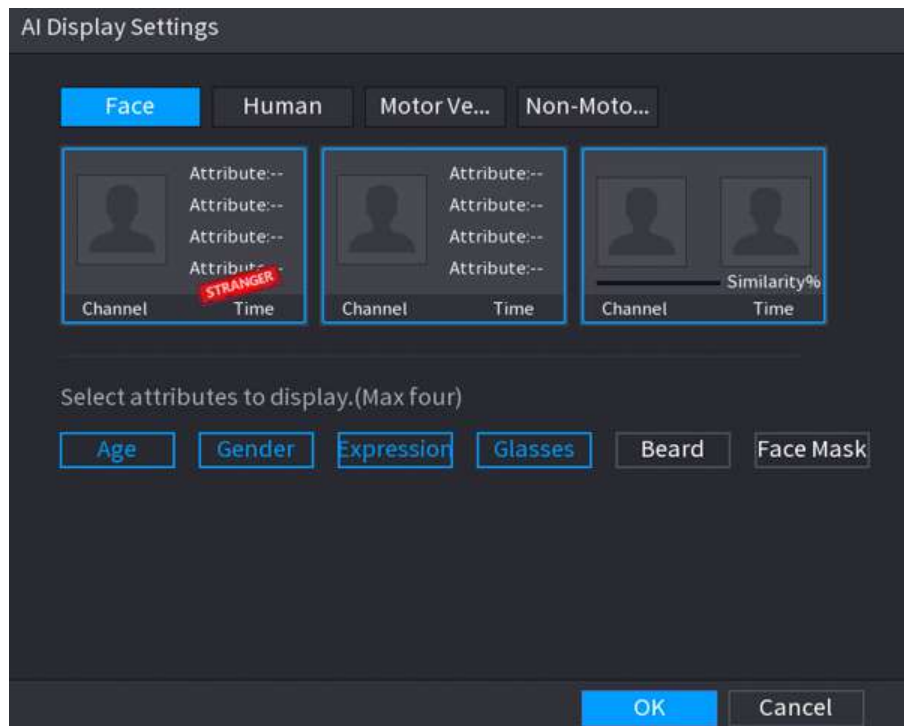 AI Display Settings
Face Human Motor Ve... Non-Moto...
Attribute:-- Attribute:--
Attribute:-- Attribute:--
Attribute:-- Attribute:--
Attribute:-- Attribute:--
STRANGER Similarity%
Channel Time Channel Time Channel Time
Select attributes to display.(Max four)
Age Gender Expression Glasses Beard Face Mask
OK Cancel